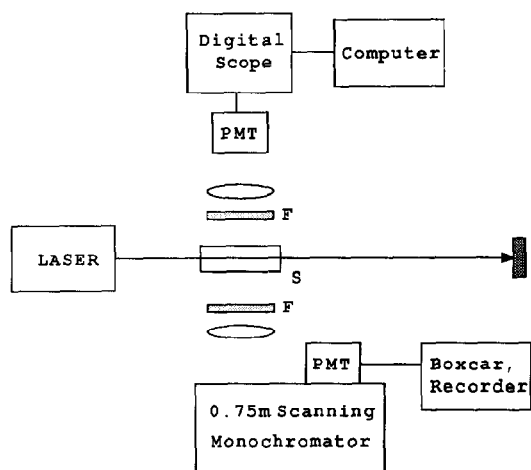 Digital
Scope
Computer
PMT
F
LASER
S
F
PMT
Boxcar,
Recorder
0.75m Scanning
Monochromator